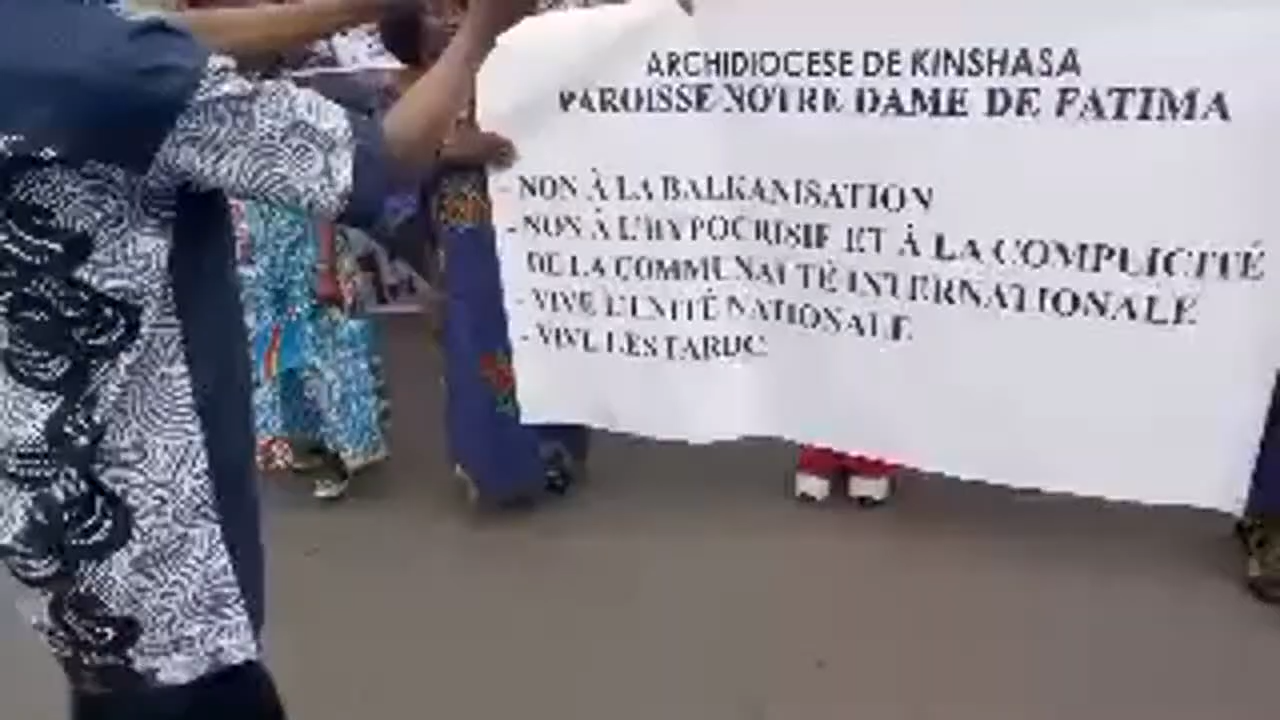 ARCHIDIOCESE DE KINSHASA
PAROISSE NOTRE DAME DE FATIMA
- NON À LA BALKANISATION
- NON À L'HYPOCRISIE ET À LA COMPLICITÉ
DE LA COMMUNAUTÉ INTERNATIONALE
- VIVE L'UNITÉ NATIONALE
- VIVE LES FARDC